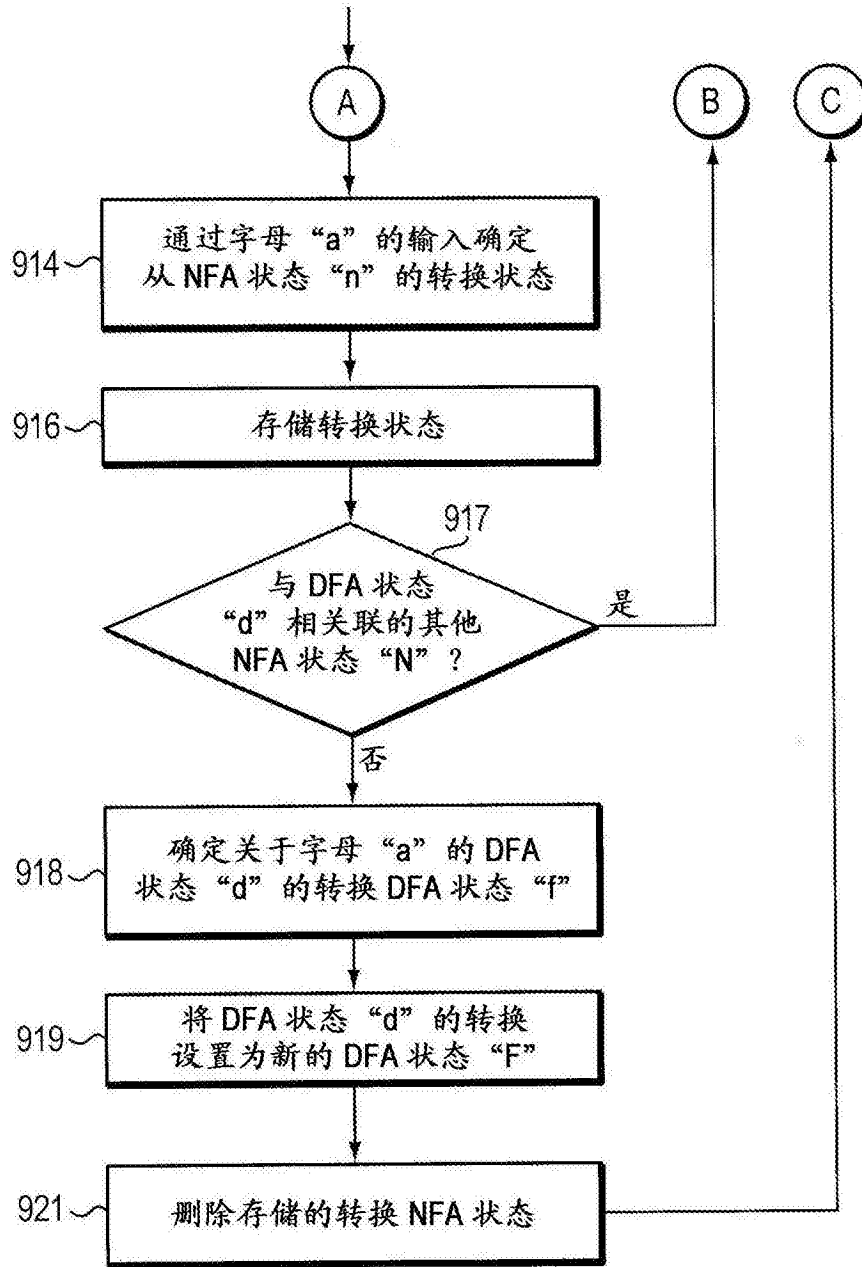 A
B
C
914
通过字母“a”的输入确定
从 NFA 状态“n”的转换状态
916
存储转换状态
917
与 DFA 状态
“d”相关联的其他
NFA 状态“N”?
是
否
918
确定关于字母“a”的 DFA
状态“d”的转换 DFA 状态“f”
919
将 DFA 状态“d”的转换
设置为新的 DFA 状态“F”
921
删除存储的转换 NFA 状态